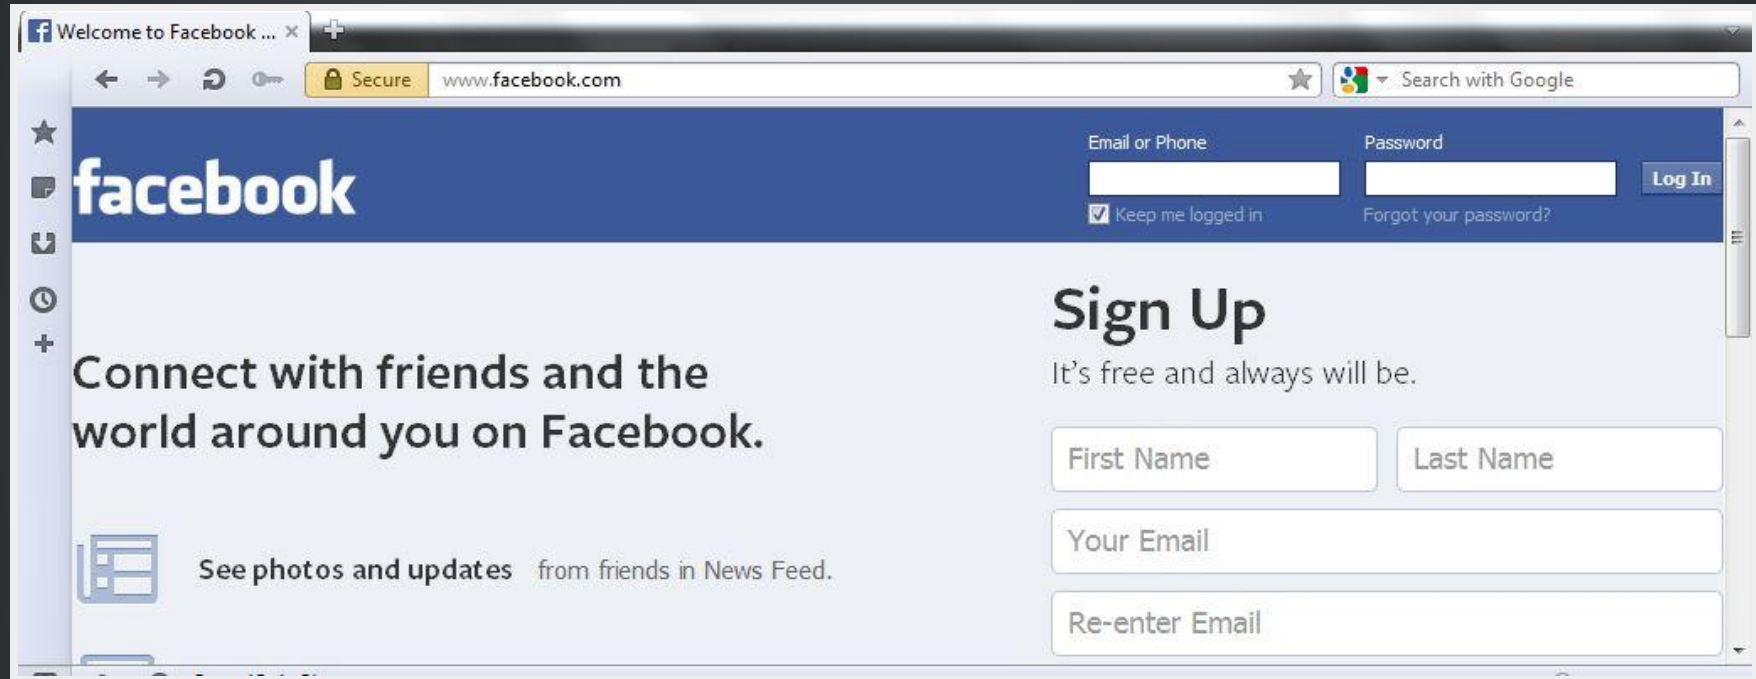 Welcome to Facebook ...
Secure www.facebook.com Search with Google
Email or Phone Password
facebook
Log In
Keep me logged in Forgot your password?
Sign Up
It's free and always will be.
Connect with friends and the
world around you on Facebook.
First Name Last Name
Your Email
See photos and updates from friends in News Feed.
Re-enter Email